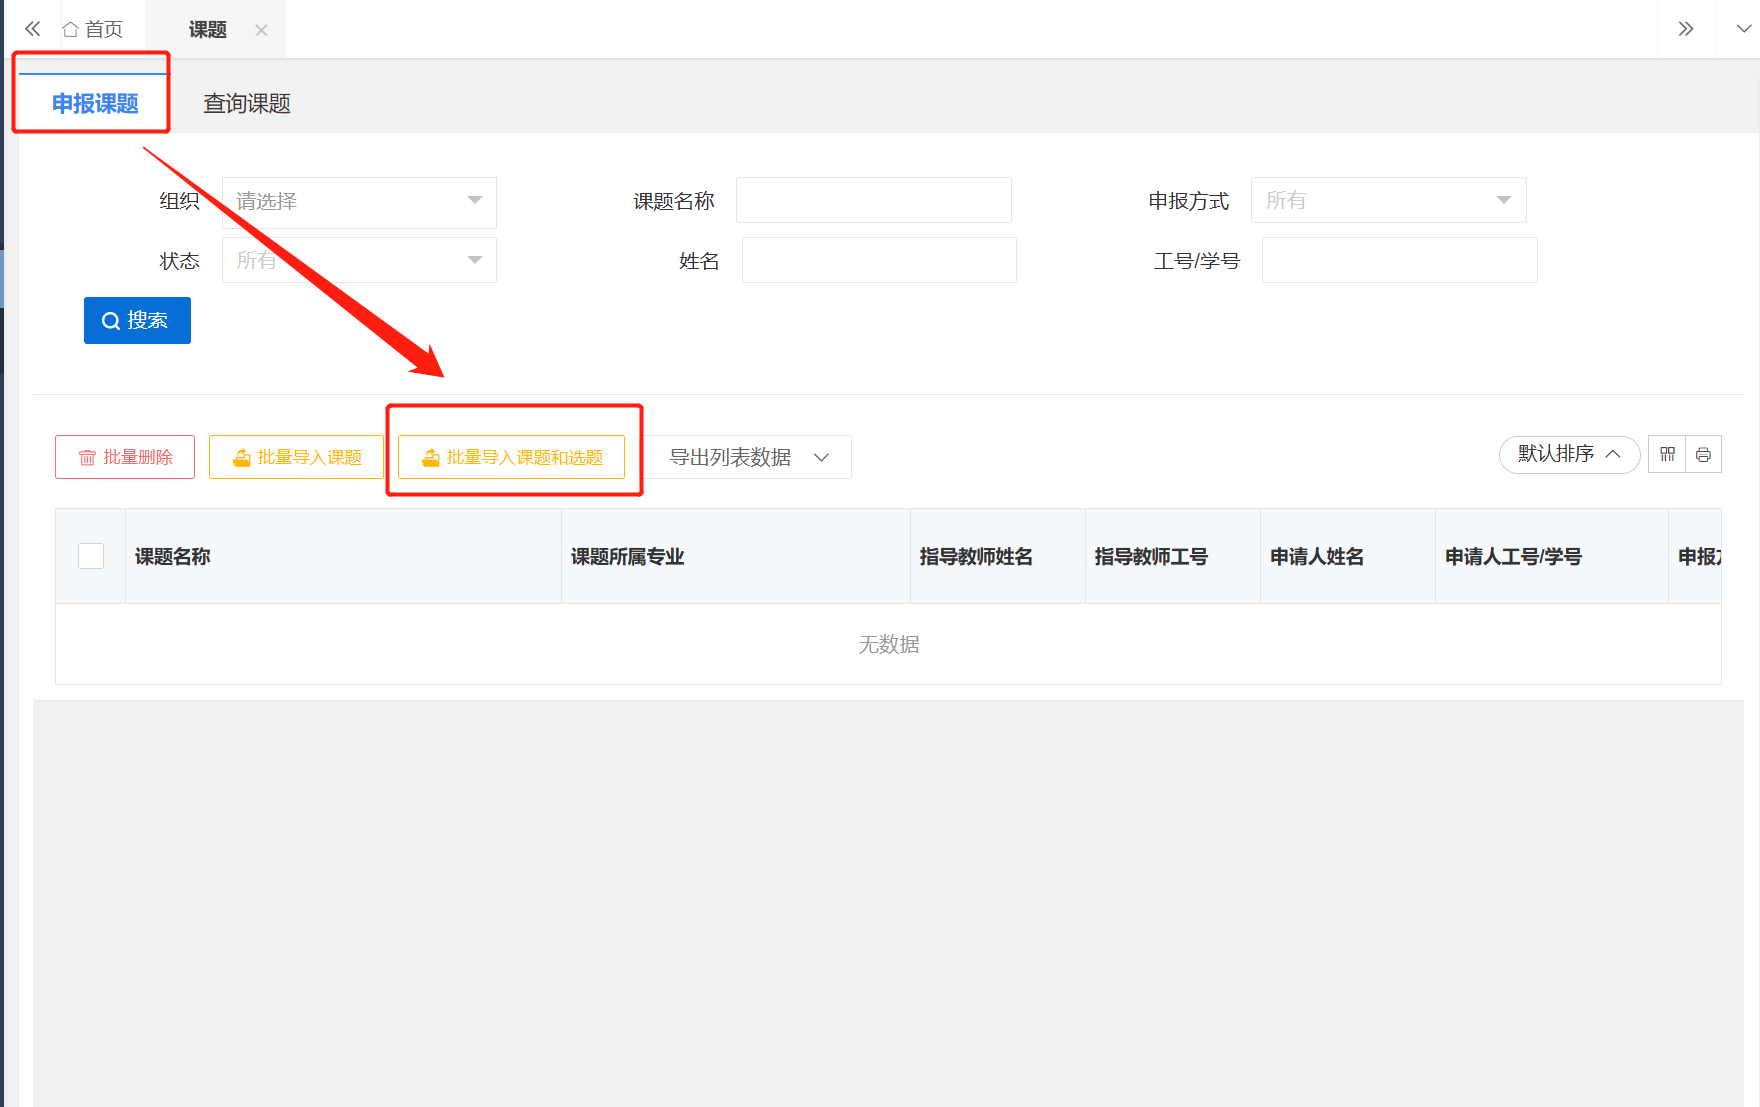 首页 课题
申报课题 查询课题
组织 请选择 课题名称 申报方式 所有
状态 所有 姓名 工号/学号
搜索
批量删除 批量导入课题 批量导入课题和选题 导出列表数据 默认排序
课题名称 课题所属专业 指导教师姓名 指导教师工号 申请人姓名 申请人工号/学号 申报
无数据